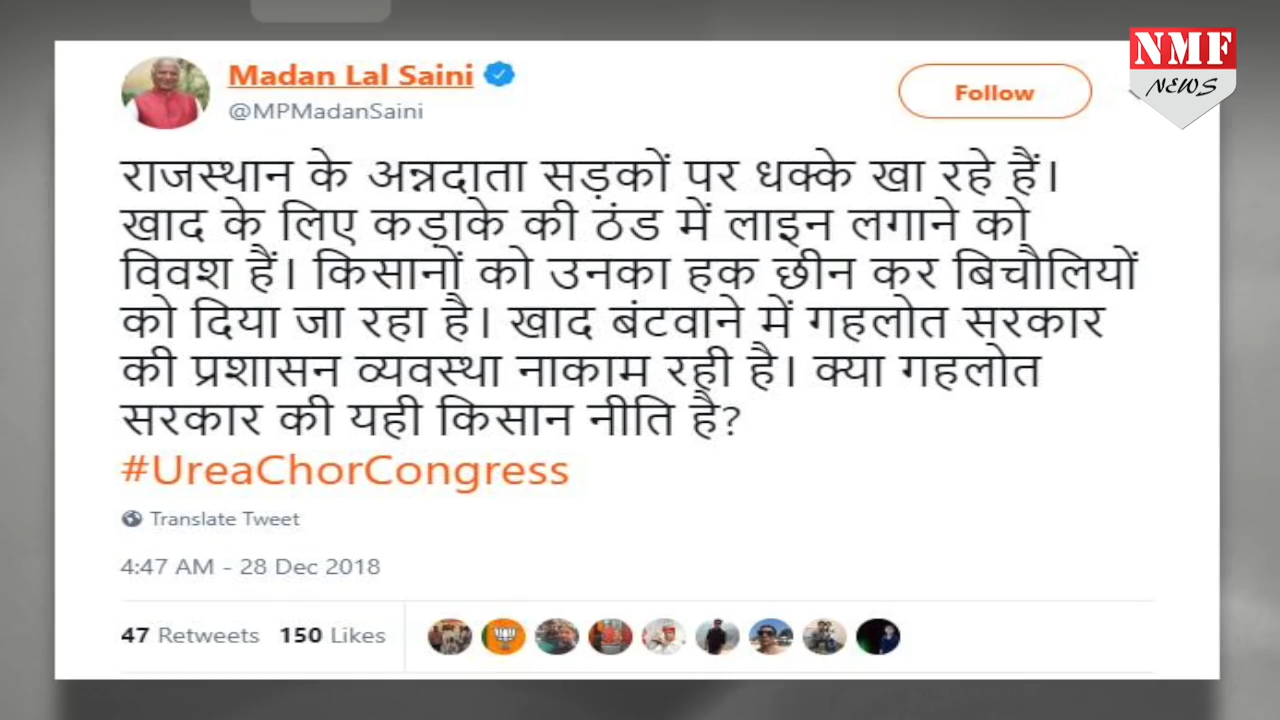 NMF
NEWS
Madan Lal Saini
@MPMadanSaini
Follow
राजस्थान के अन्नदाता सड़कों पर धक्के खा रहे हैं।
खाद के लिए कड़ाके की ठंड में लाइन लगाने को
विवश हैं। किसानों को उनका हक छीन कर बिचौलियों
को दिया जा रहा है। खाद बंटवाने में गहलोत सरकार
की प्रशासन व्यवस्था नाकाम रही है। क्या गहलोत
सरकार की यही किसान नीति है?
#UreaChorCongress
Translate Tweet
4:47 AM - 28 Dec 2018
47 Retweets 150 Likes